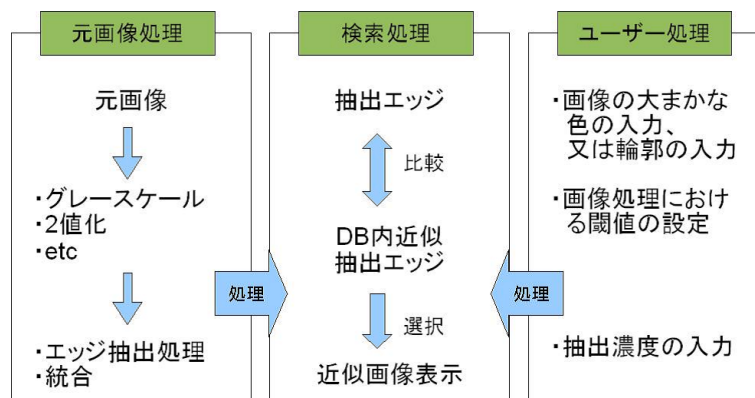 元画像処理
元画像
・グレースケール
・2値化
・etc
・エッジ抽出処理
・統合
処理
検索処理
抽出エッジ
比較
DB内近似
抽出エッジ
選択
近似画像表示
処理
ユーザー処理
・画像の大まかな
色の入力、
又は輪郭の入力
・画像処理におけ
る閾値の設定
・抽出濃度の入力